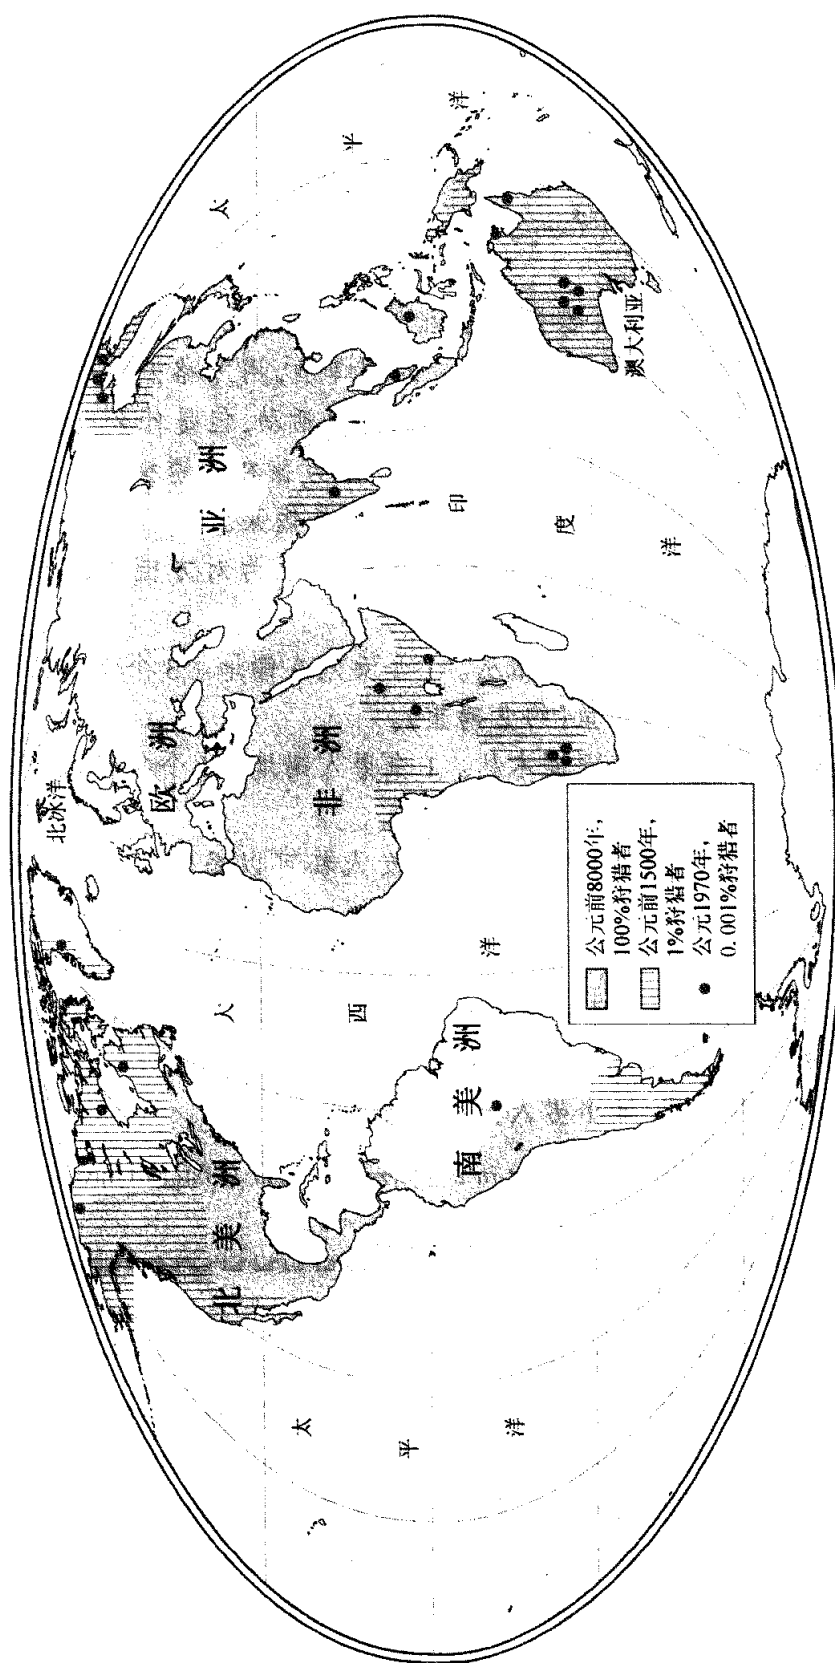 北冰洋
太平洋
北美洲
大西洋
南美洲
欧洲
非洲
亚洲
印度洋
太平洋
澳大利亚
公元前8000年，
100%狩猎者
公元前1500年，
1%狩猎者
公元1970年，
0.001%狩猎者